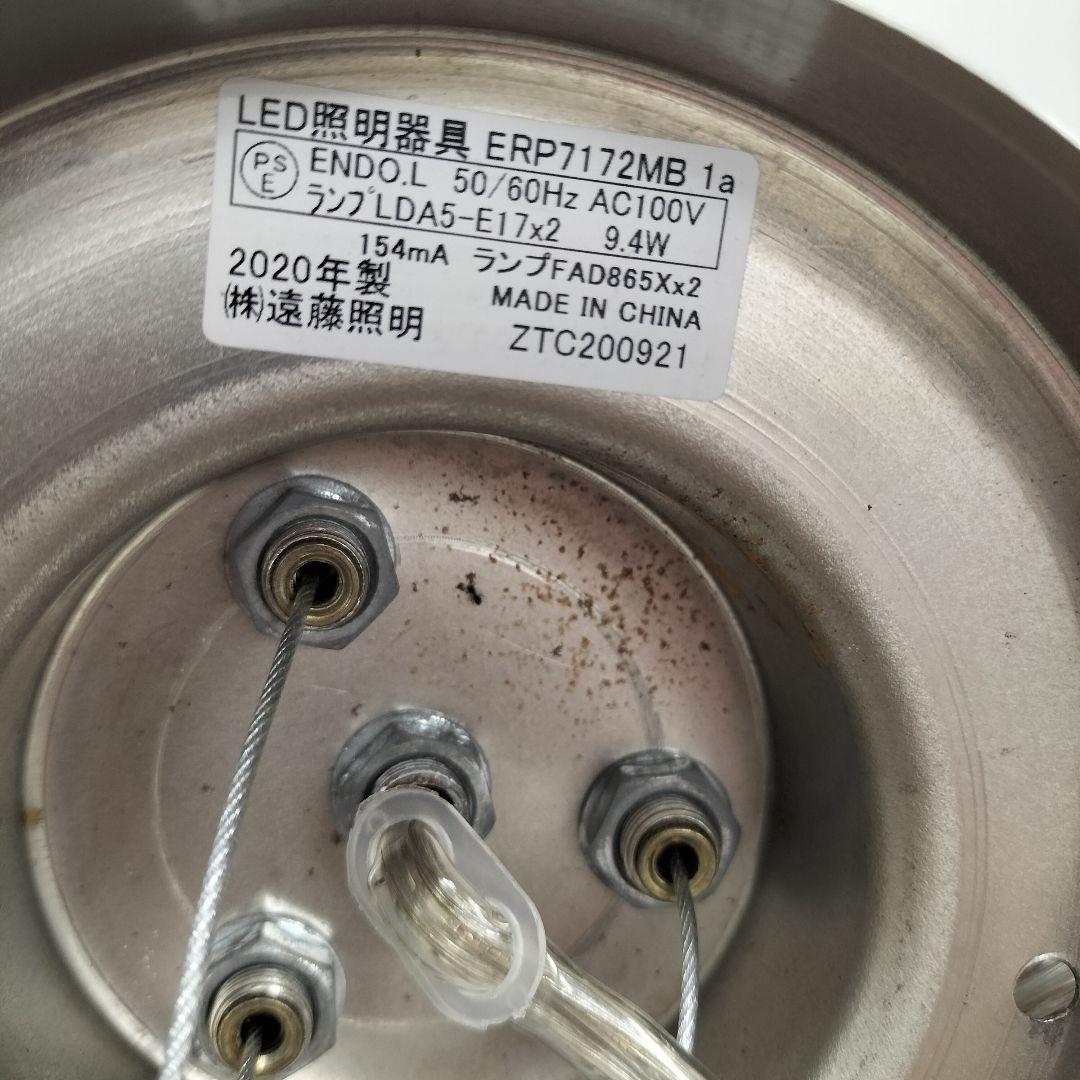 LED照明器具 ERP7172MB 1a
PSE ENDO.L 50/60Hz AC100V
ランプLDA5-E17x2 9.4W
154mA ランプFAD865Xx2
2020年製 MADE IN CHINA
㈱遠藤照明 ZTC200921